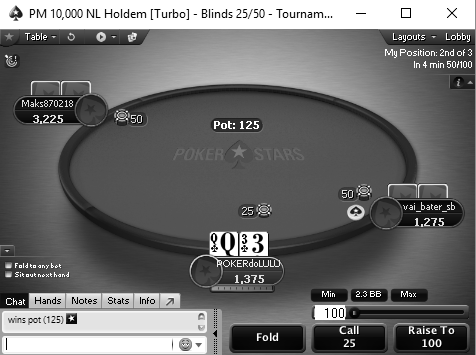 PM 10,000 NL Holdem [Turbo] - Blinds 25/50 - Tournam...
Table
Layouts
Lobby
My Position: 2nd of 3
In 4 min 50/100
Maks870218
3,225
50
Pot: 125
POKER STARS
50
25
vai_bater_sb
1,275
Q Q 3 3
POKERdoLULU
1,375
Fold to any bet
Sit out next hand
Chat Hands Notes Stats Info
wins pot (125)
Min 2.3 BB Max
100
Fold
Call
25
Raise To
100